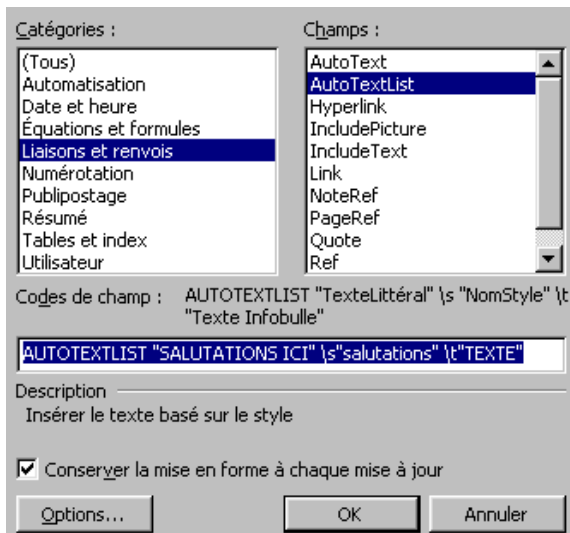 Catégories :
Champs :
(Tous)
Automatisation
Date et heure
Équations et formules
Liaisons et renvois
Numérotation
Publipostage
Résumé
Tables et index
Utilisateur
AutoText
AutoTextList
Hyperlink
IncludePicture
IncludeText
Link
NoteRef
PageRef
Quote
Ref
Codes de champ :
AUTOTEXTLIST "TexteLittéral" \s "NomStyle" \t
"Texte Infobulle"
AUTOTEXTLIST "SALUTATIONS ICI" \s"salutations" \t"TEXTE"
Description
Insérer le texte basé sur le style
Conserver la mise en forme à chaque mise à jour
Options...
OK
Annuler